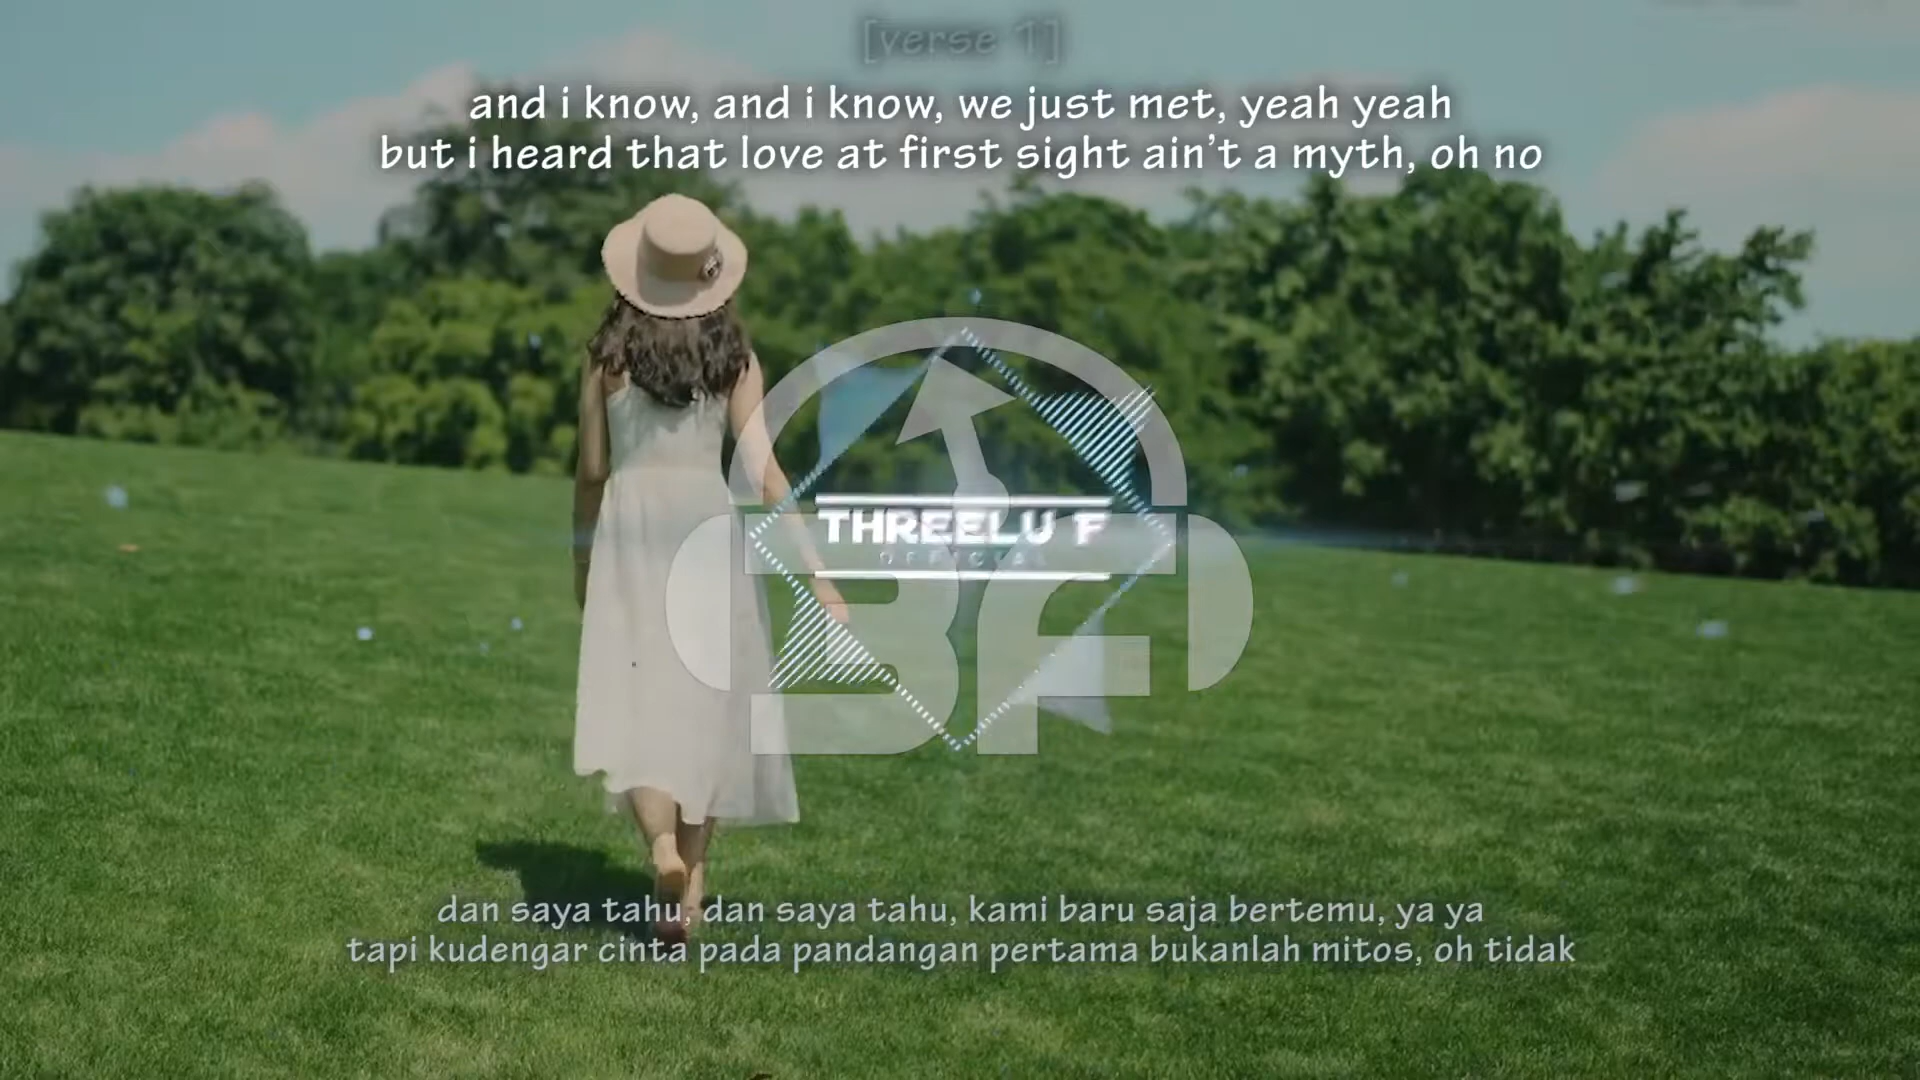 [verse 1]
and i know, and i know, we just met, yeah yeah
but i heard that love at first sight ain't a myth, oh no
THREELU F
OFFICIAL
3F
dan saya tahu, dan saya tahu, kami baru saja bertemu, ya ya
tapi kudengar cinta pada pandangan pertama bukanlah mitos, oh tidak